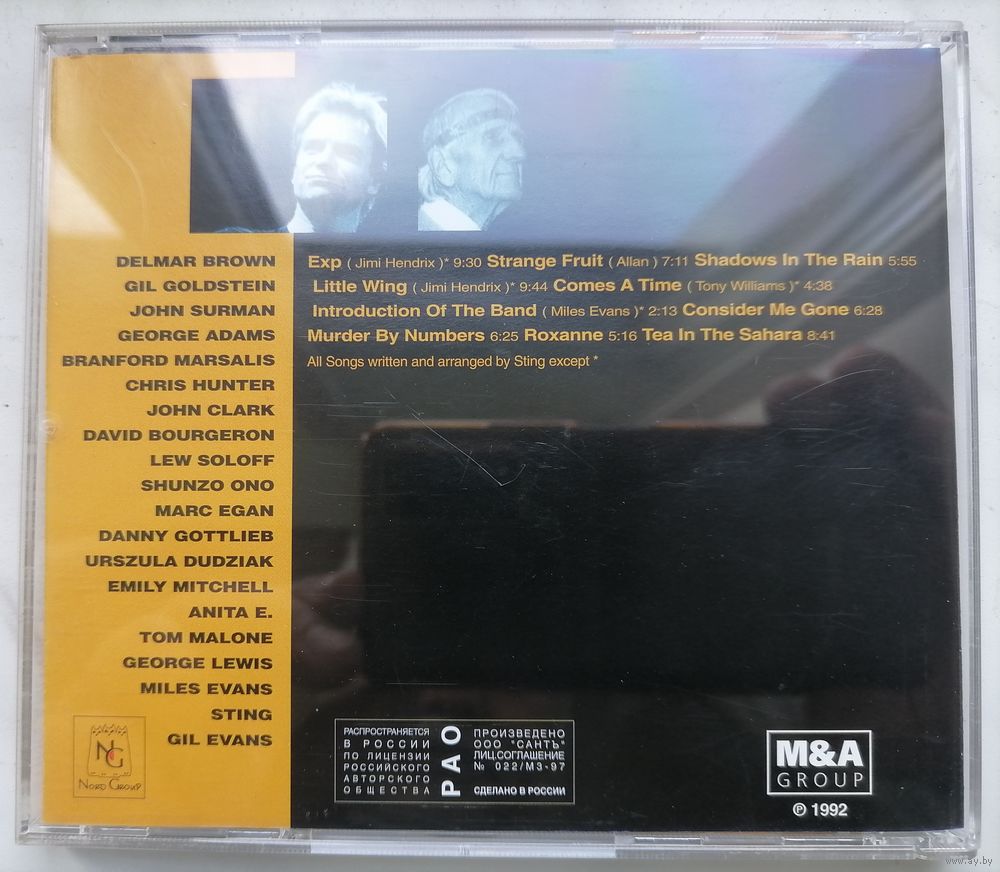 DELMAR BROWN
GIL GOLDSTEIN
JOHN SURMAN
GEORGE ADAMS
BRANFORD MARSALIS
CHRIS HUNTER
JOHN CLARK
DAVID BOURGERON
LEW SOLOFF
SHUNZO ONO
MARC EGAN
DANNY GOTTLIEB
URSZULA DUDZIAK
EMILY MITCHELL
ANITA E.
TOM MALONE
GEORGE LEWIS
MILES EVANS
STING
GIL EVANS
Exp ( Jimi Hendrix )* 9:30 Strange Fruit ( Allan ) 7:11 Shadows In The Rain 5:55
Little Wing ( Jimi Hendrix )* 9:44 Comes A Time ( Tony Williams )* 4:38
Introduction Of The Band ( Miles Evans )* 2:13 Consider Me Gone 6:28
Murder By Numbers 6:25 Roxanne 5:16 Tea In The Sahara 8:41
All Songs written and arranged by Sting except *
NG
NORD GROUP
РАСПРОСТРАНЯЕТСЯ
В РОССИИ
ПО ЛИЦЕНЗИИ
РОССИЙСКОГО
АВТОРСКОГО
ОБЩЕСТВА
РАО
ПРОИЗВЕДЕНО
ООО "САНТЪ"
ЛИЦ.СОГЛАШЕНИЕ
№ 022/МЗ-97
СДЕЛАНО В РОССИИ
M&A
GROUP
℗ 1992
www.ay.by